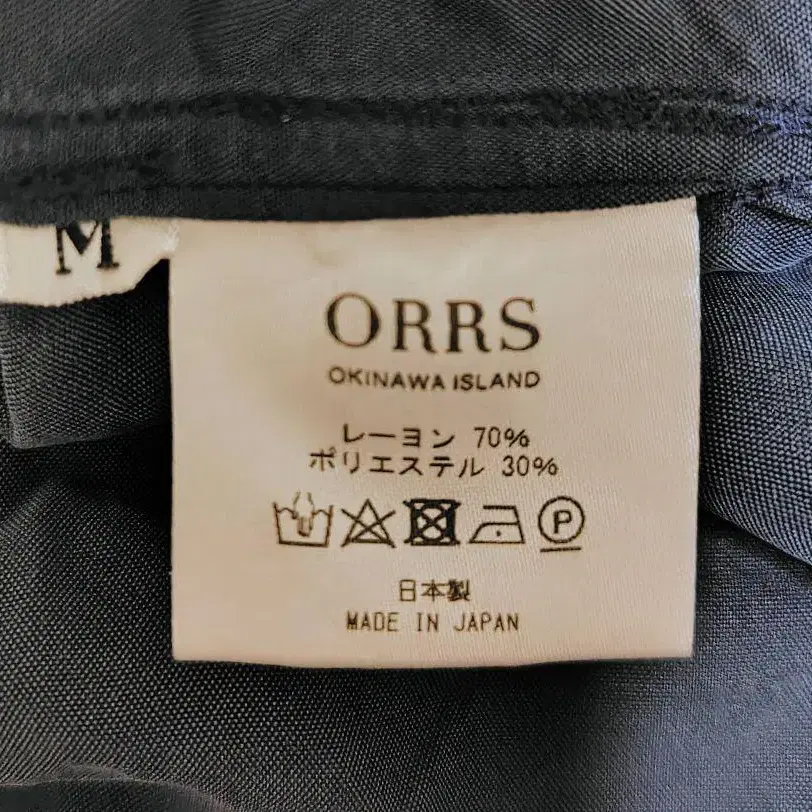 M
ORRS
OKINAWA ISLAND
レーヨン 70%
ポリエステル 30%
P
日本製
MADE IN JAPAN